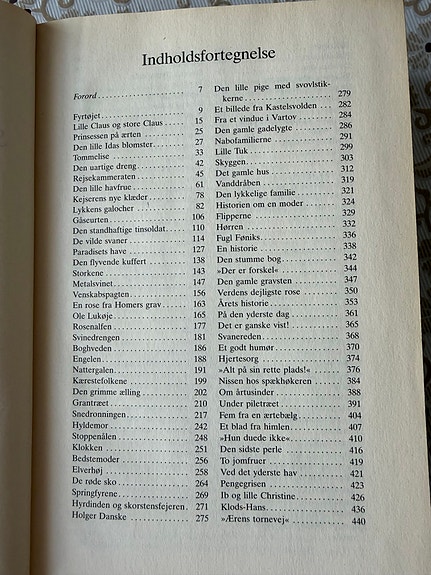 Indholdsfortegnelse
Forord 7
Fyrtøjet 9
Lille Claus og store Claus 15
Prinsessen på ærten 25
Den lille Idas blomster 27
Tommelise 33
Den uartige dreng 42
Rejsekammeraten 45
Den lille havfrue 61
Kejserens nye klæder 78
Lykkens galocher 82
Gåseurten 106
Den standhaftige tinsoldat 110
De vilde svaner 114
Paradisets have 127
Den flyvende kuffert 138
Storkene 143
Metalsvinet 147
Venskabspagten 156
En rose fra Homers grav 163
Ole Lukøje 165
Rosenalfen 177
Svinedrengen 181
Boghveden 186
Engelen 188
Nattergalen 191
Kærestefolkene 199
Den grimme ælling 202
Grantræet 210
Snedronningen 217
Hyldemor 242
Stoppenålen 248
Klokken 251
Bedstemoder 256
Elverhøj 258
De røde sko 264
Springfyrene 269
Hyrdinden og skorstensfejeren 271
Holger Danske 275
Den lille pige med svovlstik-
kerne 279
Et billede fra Kastelsvolden 282
Fra et vindue i Vartov 284
Den gamle gadelygte 286
Nabofamilierne 291
Lille Tuk 299
Skyggen 303
Det gamle hus 312
Vanddråben 319
Den lykkelige familie 321
Historien om en moder 324
Flipperne 329
Hørren 332
Fugl Føniks 336
En historie 338
Den stumme bog 342
»Der er forskel« 344
Den gamle gravsten 347
Verdens dejligste rose 350
Årets historie 353
På den yderste dag 361
Det er ganske vist! 365
Svanereden 368
Et godt humør 370
Hjertesorg 374
»Alt på sin rette plads!« 376
Nissen hos spækhøkeren 384
Om årtusinder 388
Under piletræet 391
Fem fra en ærtebælg 404
Et blad fra himlen 407
»Hun duede ikke« 410
Den sidste perle 416
To jomfruer 419
Ved det yderste hav 421
Pengegrisen 423
Ib og lille Christine 426
Klods-Hans 436
»Ærens tornevej« 440